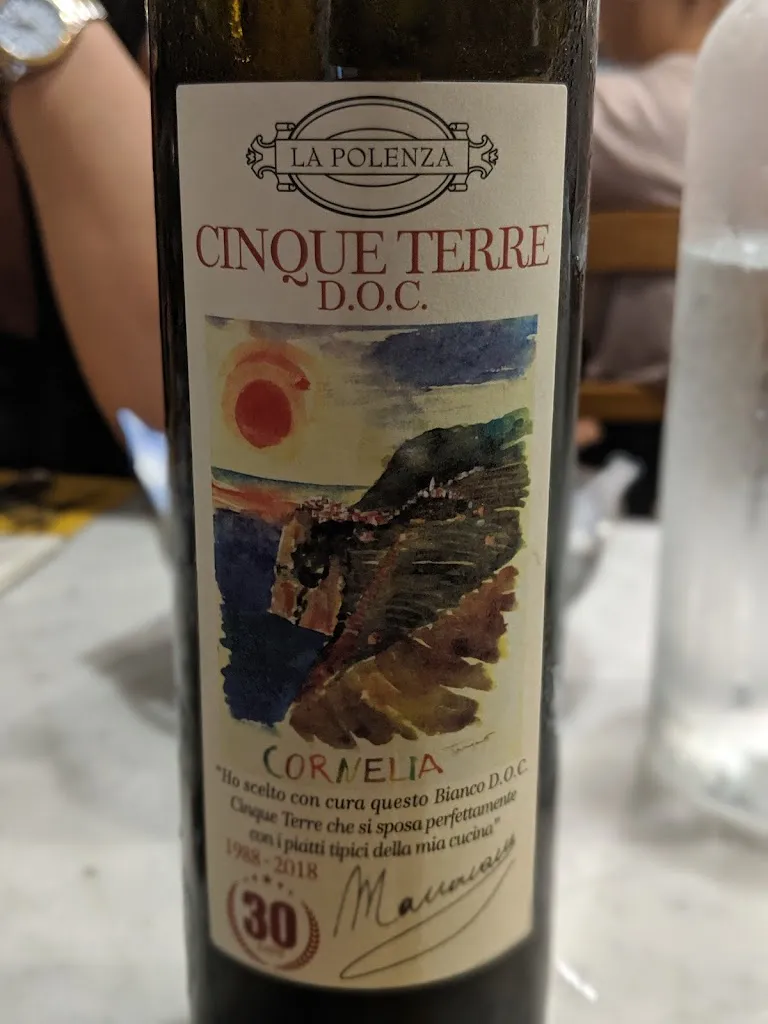 LA POLENZA
CINQUE TERRE
D.O.C.
CORNELIA
"Ho scelto con cura questo Bianco D.O.C.
Cinque Terre che si sposa perfettamente
con i piatti tipici della mia cucina"
1988 - 2018
30